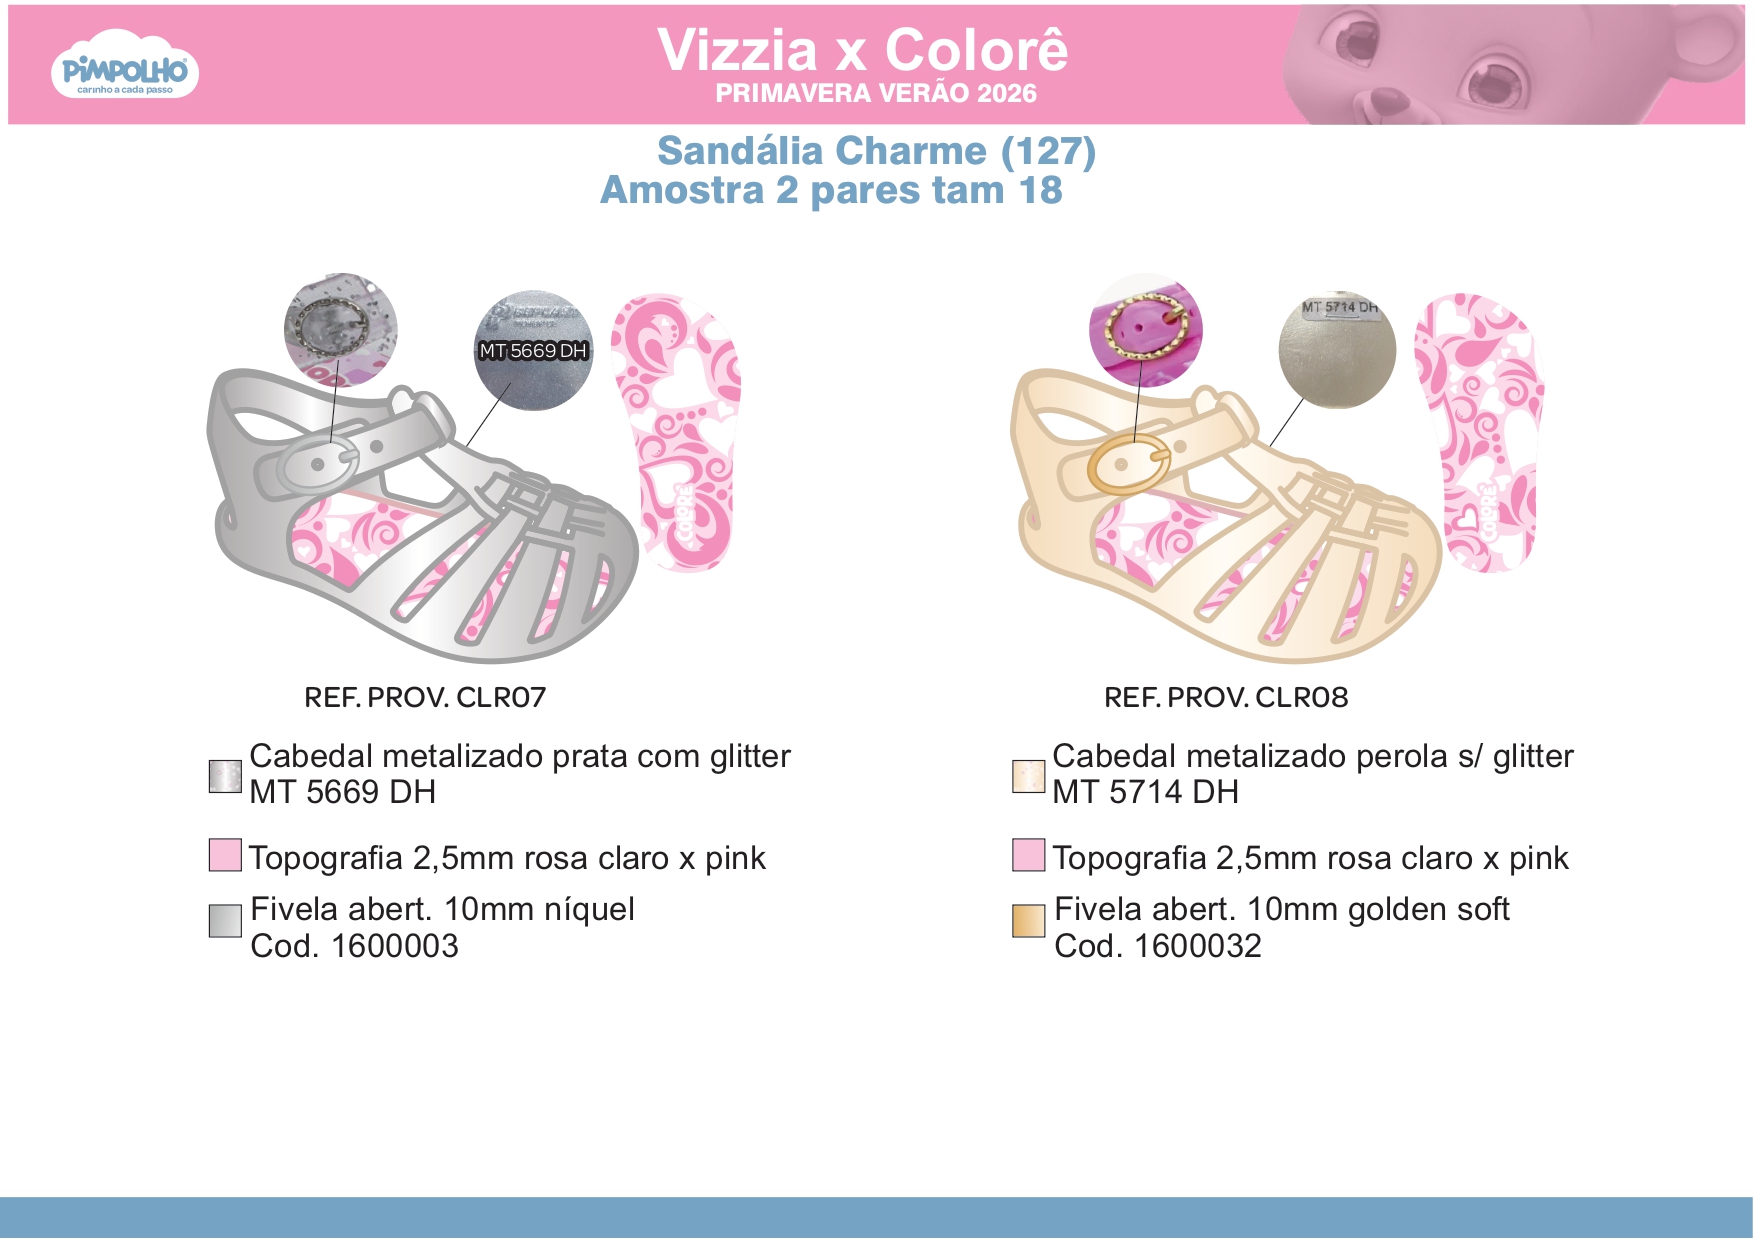 PiMPOLHO
carinho a cada passo
Vizzia x Colorê
PRIMAVERA VERÃO 2026
Sandália Charme (127)
Amostra 2 pares tam 18
MT 5669 DH
COLORÊ
MT 5714 DH
COLORÊ
REF. PROV. CLR07
Cabedal metalizado prata com glitter
MT 5669 DH
Topografia 2,5mm rosa claro x pink
Fivela abert. 10mm níquel
Cod. 1600003
REF. PROV. CLR08
Cabedal metalizado perola s/ glitter
MT 5714 DH
Topografia 2,5mm rosa claro x pink
Fivela abert. 10mm golden soft
Cod. 1600032